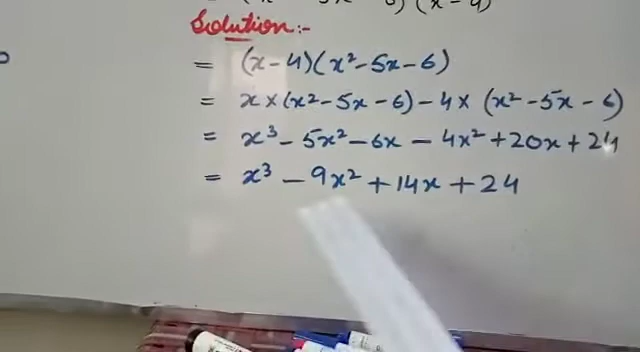 Solution:-
= (x-4)(x²-5x-6)
= x×(x²-5x-6)-4×(x²-5x-6)
= x³-5x²-6x-4x²+20x+24
= x³-9x²+14x+24